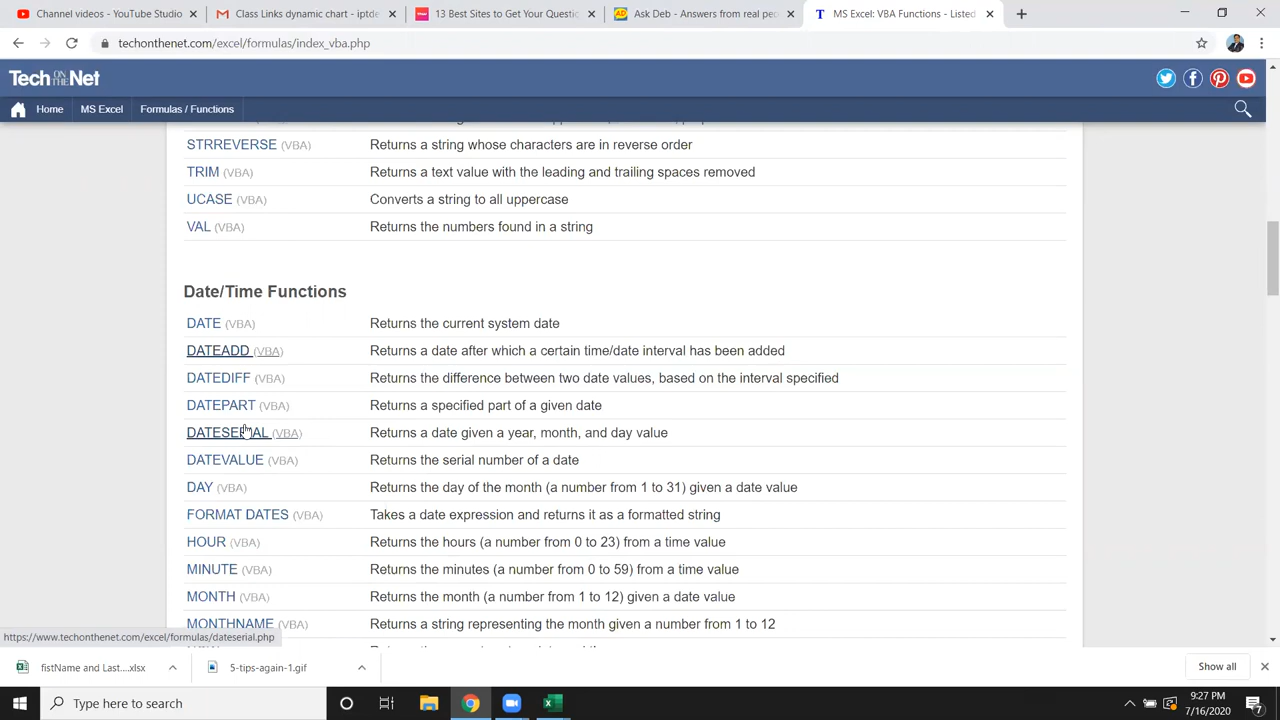 Channel videos - YouTube Studio
Class Links dynamic chart - iptde
13 Best Sites to Get Your Questio
Ask Deb - Answers from real peo
MS Excel: VBA Functions - Listed
techonthenet.com/excel/formulas/index_vba.php
Tech ON THE Net
Home
MS Excel
Formulas / Functions
STRREVERSE (VBA) Returns a string whose characters are in reverse order
TRIM (VBA) Returns a text value with the leading and trailing spaces removed
UCASE (VBA) Converts a string to all uppercase
VAL (VBA) Returns the numbers found in a string
Date/Time Functions
DATE (VBA) Returns the current system date
DATEADD (VBA) Returns a date after which a certain time/date interval has been added
DATEDIFF (VBA) Returns the difference between two date values, based on the interval specified
DATEPART (VBA) Returns a specified part of a given date
DATESERIAL (VBA) Returns a date given a year, month, and day value
DATEVALUE (VBA) Returns the serial number of a date
DAY (VBA) Returns the day of the month (a number from 1 to 31) given a date value
FORMAT DATES (VBA) Takes a date expression and returns it as a formatted string
HOUR (VBA) Returns the hours (a number from 0 to 23) from a time value
MINUTE (VBA) Returns the minutes (a number from 0 to 59) from a time value
MONTH (VBA) Returns the month (a number from 1 to 12) given a date value
MONTHNAME (VBA) Returns a string representing the month given a number from 1 to 12
https://www.techonthenet.com/excel/formulas/dateserial.php
fistName and Last....xlsx
5-tips-again-1.gif
Show all
Type here to search
9:27 PM
7/16/2020
7